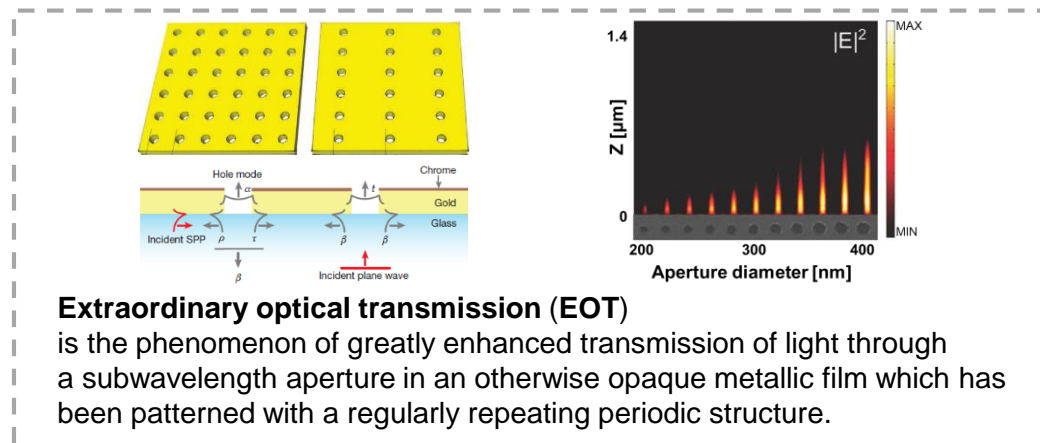 Hole mode
Chrome
α
t
Gold
Glass
Incident SPP
ρ
τ
β
β
β
Incident plane wave
1.4
|E|²
MAX
Z [µm]
0
MIN
200
300
400
Aperture diameter [nm]
Extraordinary optical transmission (EOT)
is the phenomenon of greatly enhanced transmission of light through
a subwavelength aperture in an otherwise opaque metallic film which has
been patterned with a regularly repeating periodic structure.